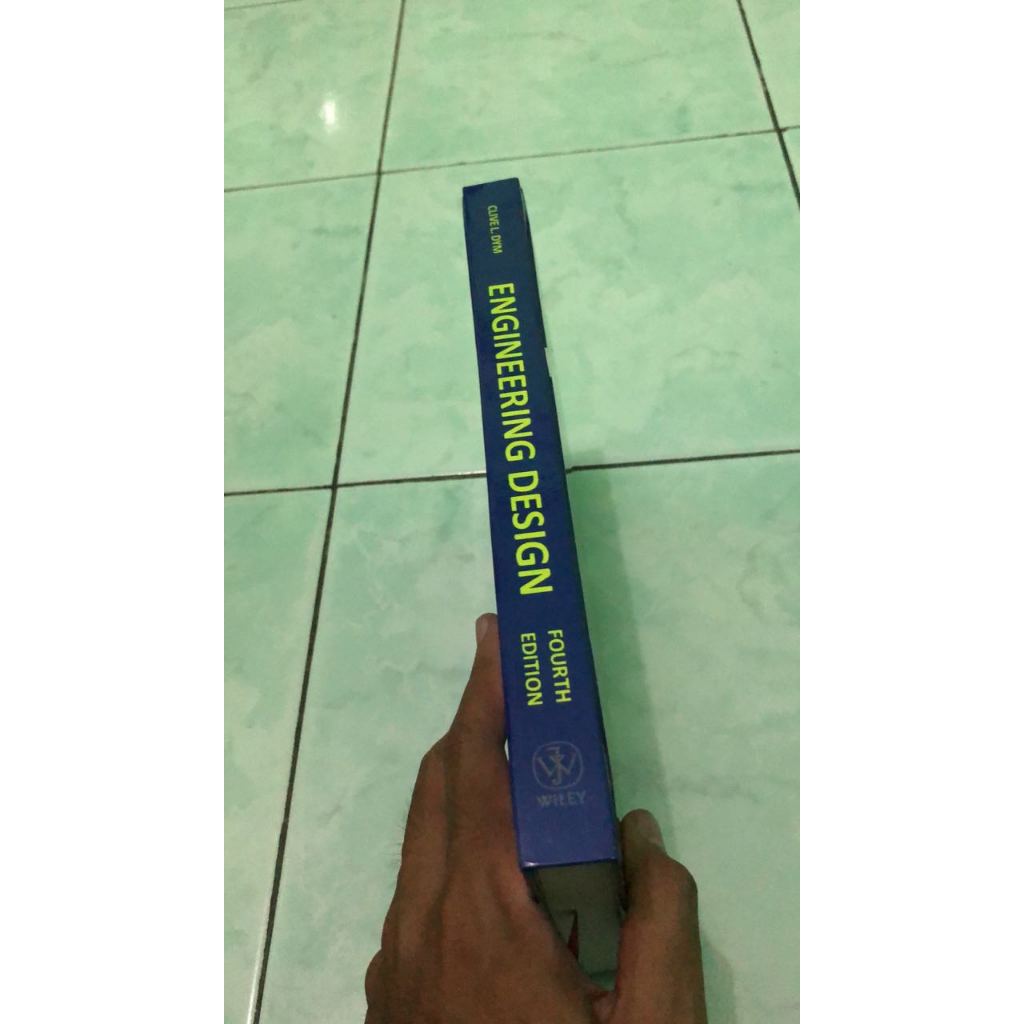 CLIVE L. DYM
ENGINEERING DESIGN
FOURTH
EDITION
WILEY